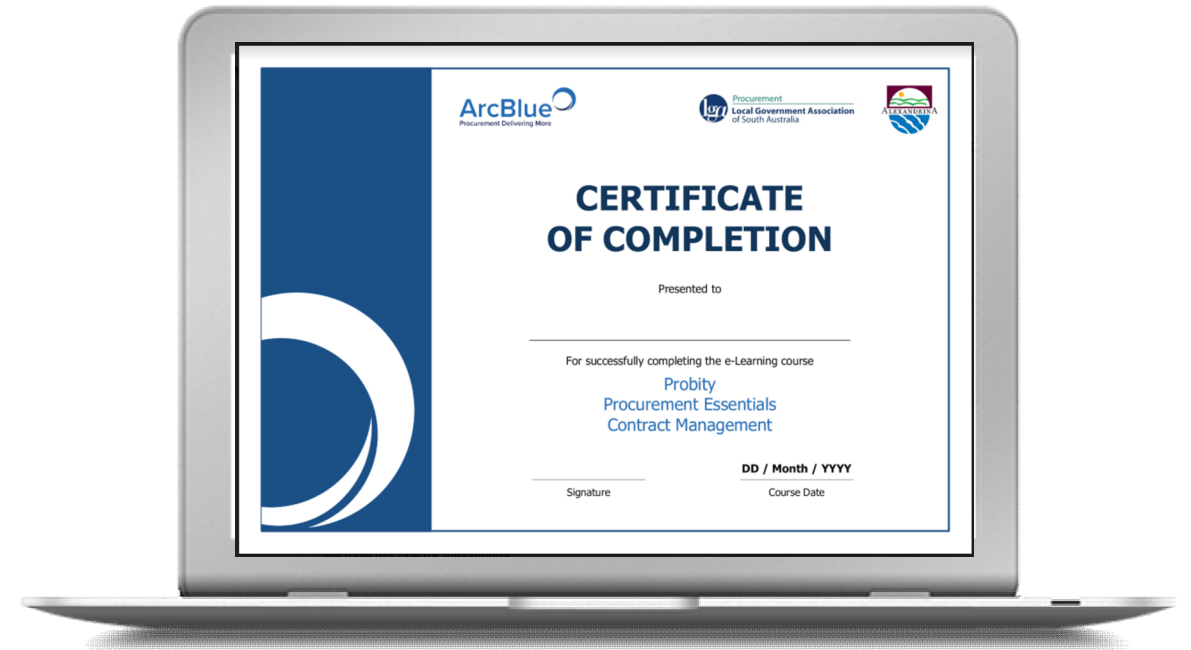 ArcBlue
Procurement Delivering More
lga
Procurement
Local Government Association
of South Australia
ALEXANDRINA
CERTIFICATE
OF COMPLETION
Presented to
For successfully completing the e-Learning course
Probity
Procurement Essentials
Contract Management
DD / Month / YYYY
Signature
Course Date